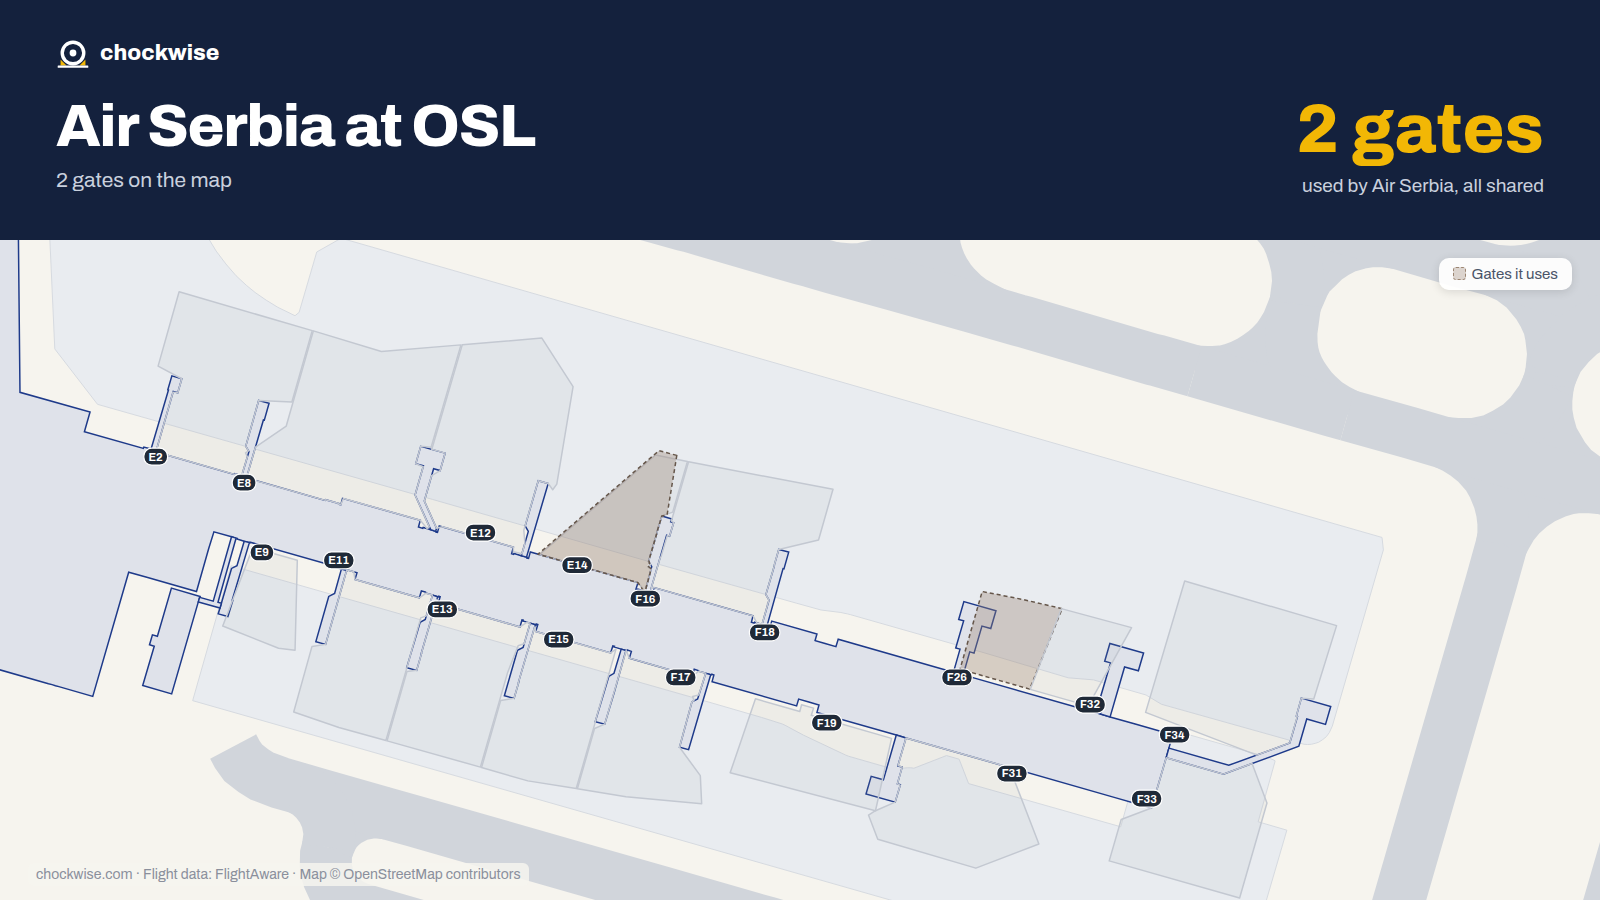 chockwise
Air Serbia at OSL
2 gates on the map
2 gates
used by Air Serbia, all shared
Gates it uses
E2
E8
E12
E9
E11
E14
F16
E13
F18
E15
F17
F26
F32
F19
F34
F31
F33
chockwise.com · Flight data: FlightAware · Map © OpenStreetMap contributors